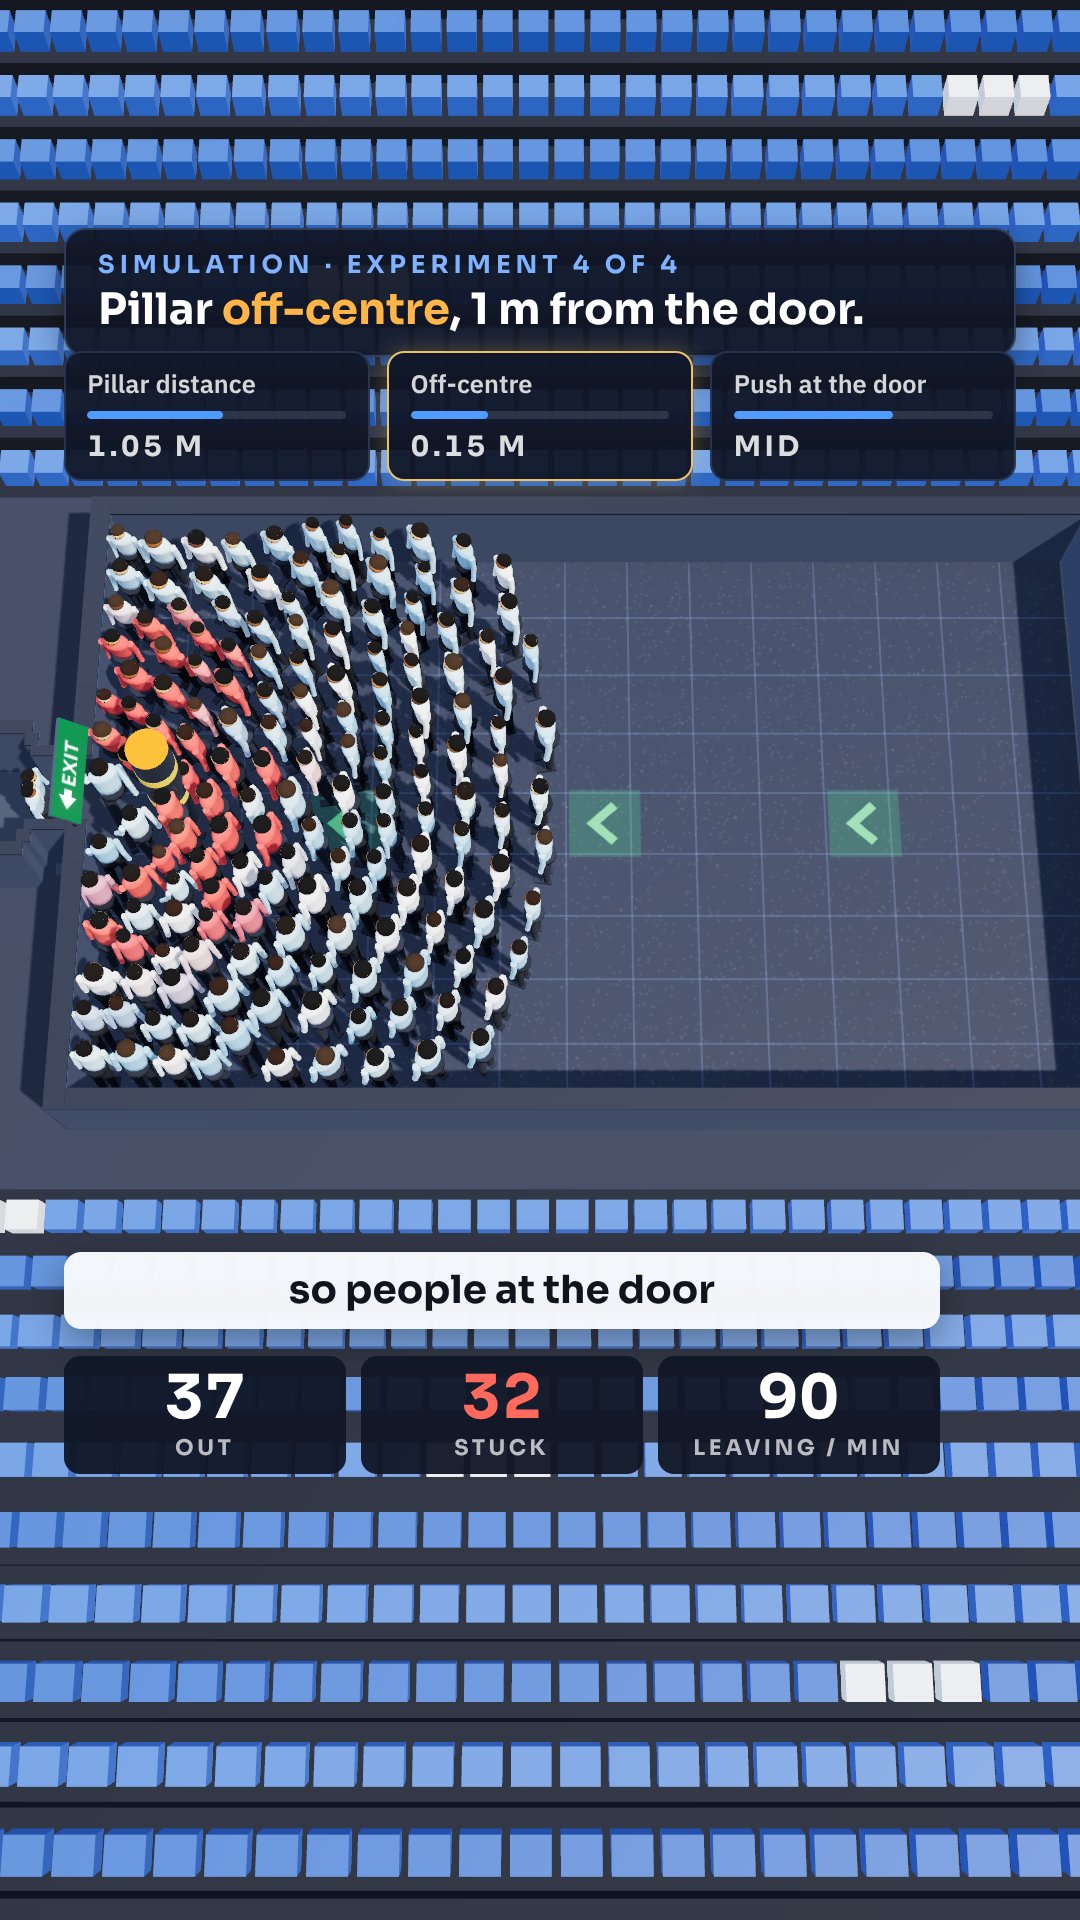 SIMULATION · EXPERIMENT 4 OF 4
Pillar off-centre, 1 m from the door.
Pillar distance
1.05 M
Off-centre
0.15 M
Push at the door
MID
EXIT
so people at the door
37
OUT
32
STUCK
90
LEAVING / MIN